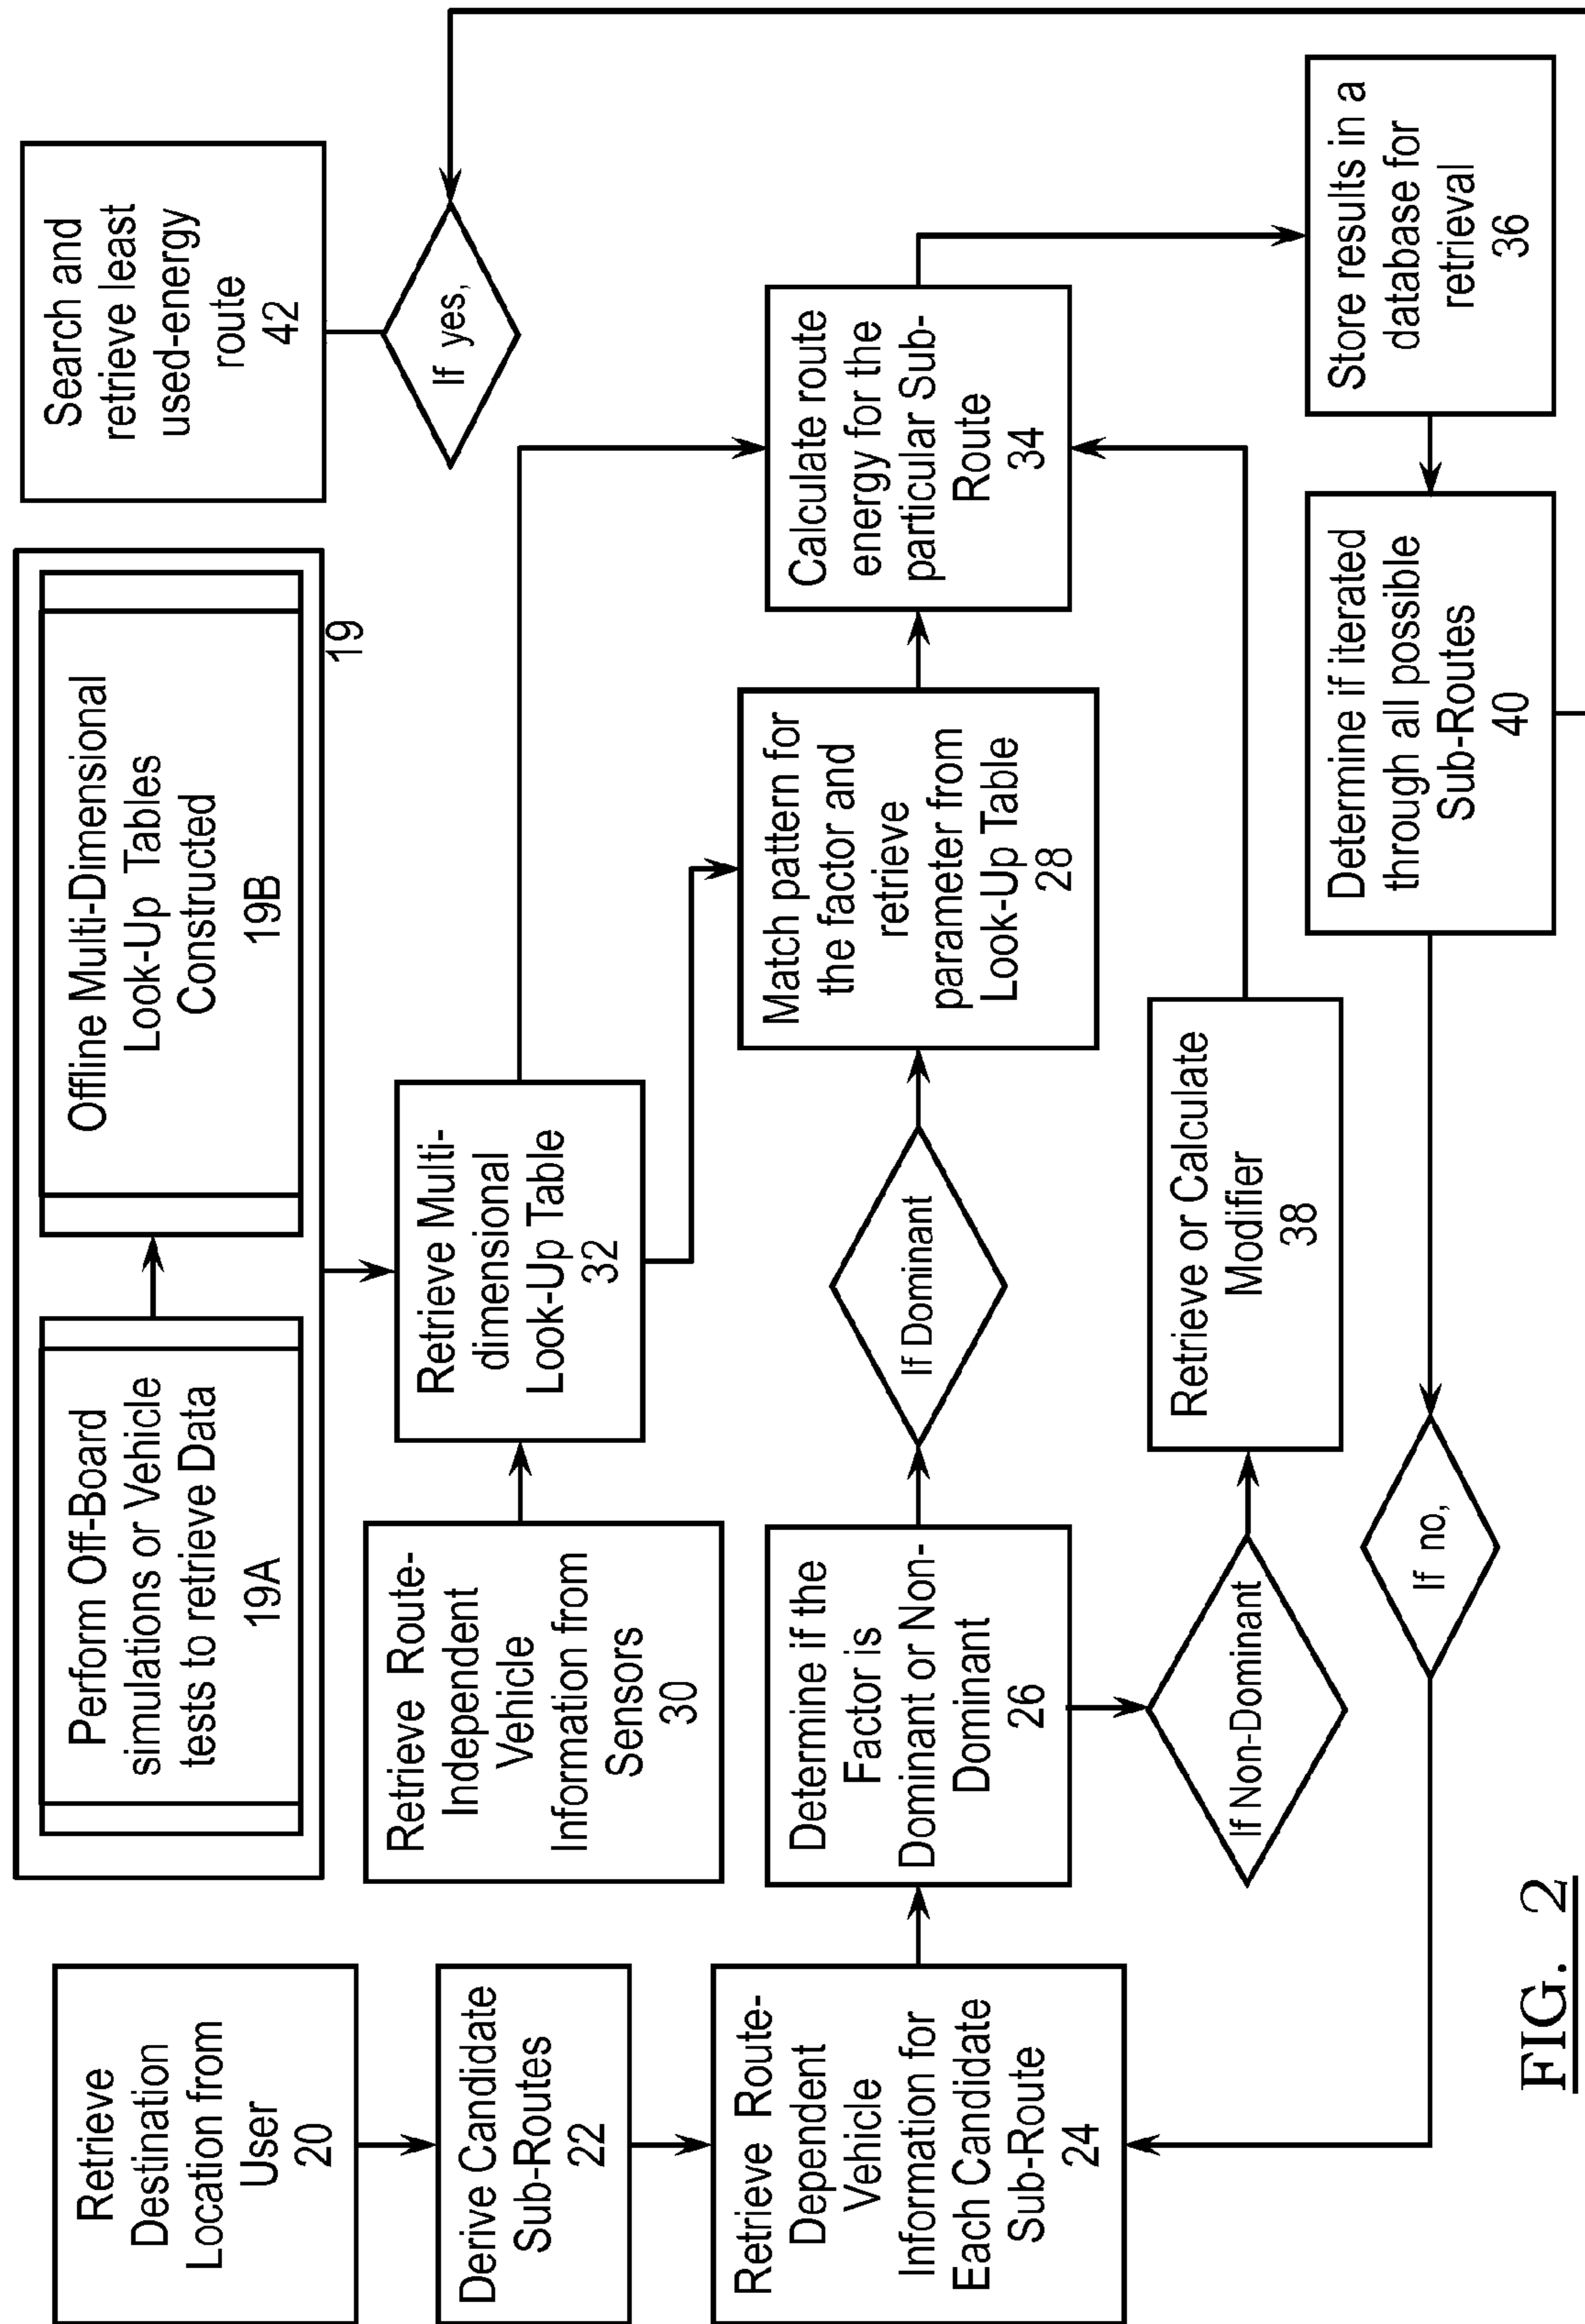 Retrieve
Destination
Location from
User
20
Derive Candidate
Sub-Routes
22
Retrieve Route-
Dependent
Vehicle
Information for
Each Candidate
Sub-Route
24
Perform Off-Board
simulations or Vehicle
tests to retrieve Data
19A
Offline Multi-Dimensional
Look-Up Tables
Constructed
19B
19
Retrieve Route-
Independent
Vehicle
Information from
Sensors
30
Retrieve Multi-
dimensional
Look-Up Table
32
Determine if the
Factor is
Dominant or Non-
Dominant
26
If Dominant
Match pattern for
the factor and
retrieve
parameter from
Look-Up Table
28
Calculate route
energy for the
particular Sub-
Route
34
If Non-Dominant
Retrieve or Calculate
Modifier
38
Search and
retrieve least
used-energy
route
42
If yes,
Store results in a
database for
retrieval
36
Determine if iterated
through all possible
Sub-Routes
40
If no,
FIG. 2